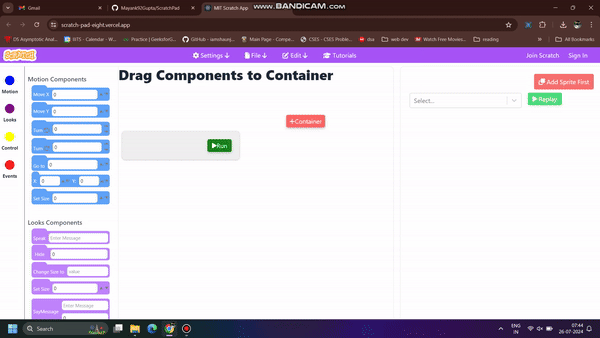 WWW.BANDICAM.COM
Gmail
MayankVGupta/ScratchPad
MIT Scratch App
scratch-pad-eight.vercel.app
DS Asymptotic Anal...
BITS - Calendar - W...
Practice | GeeksforG...
Main Page - Compe...
CSES - CSES Proble...
dsa
web dev
Watch Free Movies...
reading
All Bookmarks
SCRATCH
Settings
File
Edit
Tutorials
Join Scratch
Sign In
Motion
Looks
Control
Events
Motion Components
Move X 0
Move Y 0
Turn 0
Turn 0
Go to 0
X: 0 Y: 0
Set Size 0
Looks Components
Speak Enter Message
0
Change Size to value
Set Size 0
SayMessage Enter Message
0
Drag Components to Container
+Container
Run
Add Sprite First
Select...
Replay
Search
ENG
IN
07:44
26-07-2024